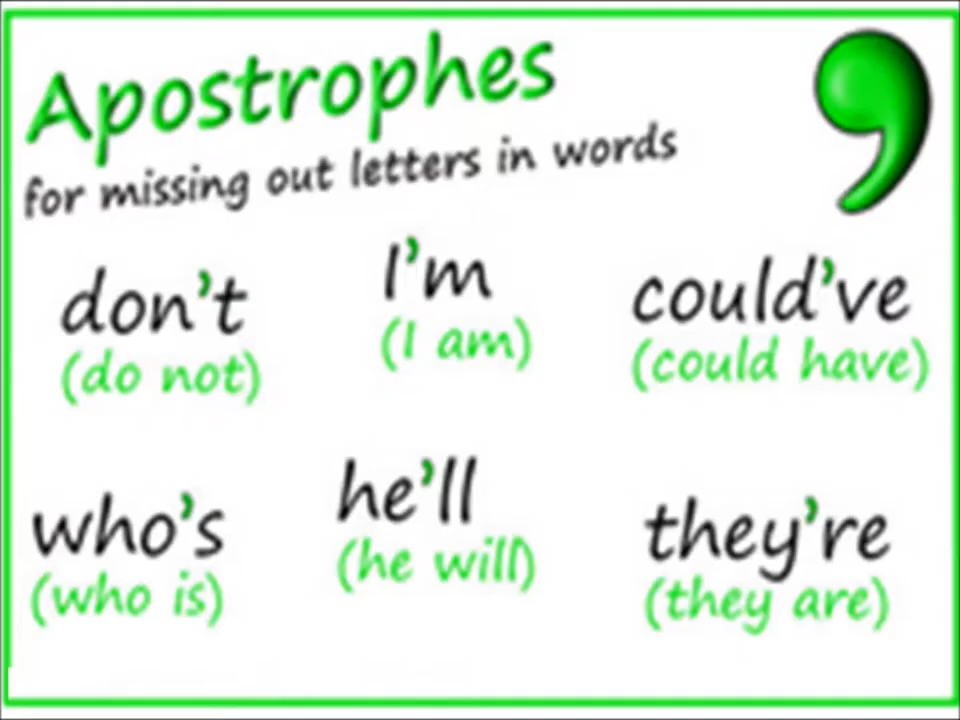 Apostrophes
for missing out letters in words
don’t
(do not)
I’m
(I am)
could’ve
(could have)
who’s
(who is)
he’ll
(he will)
they’re
(they are)